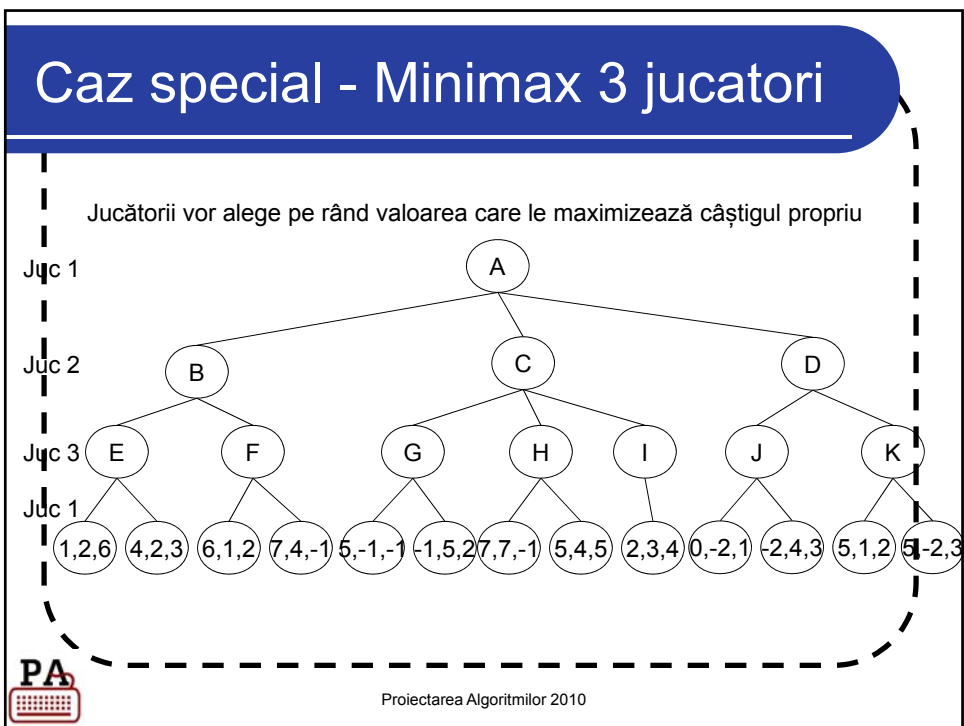 Caz special - Minimax 3 jucatori
Jucătorii vor alege pe rând valoarea care le maximizează câștigul propriu
Juc 1 A
Juc 2 B C D
Juc 3 E F G H I J K
Juc 1
1,2,6 4,2,3 6,1,2 7,4,-1 5,-1,-1 -1,5,2 7,7,-1 5,4,5 2,3,4 0,-2,1 -2,4,3 5,1,2 5,-2,3
PA
Proiectarea Algoritmilor 2010